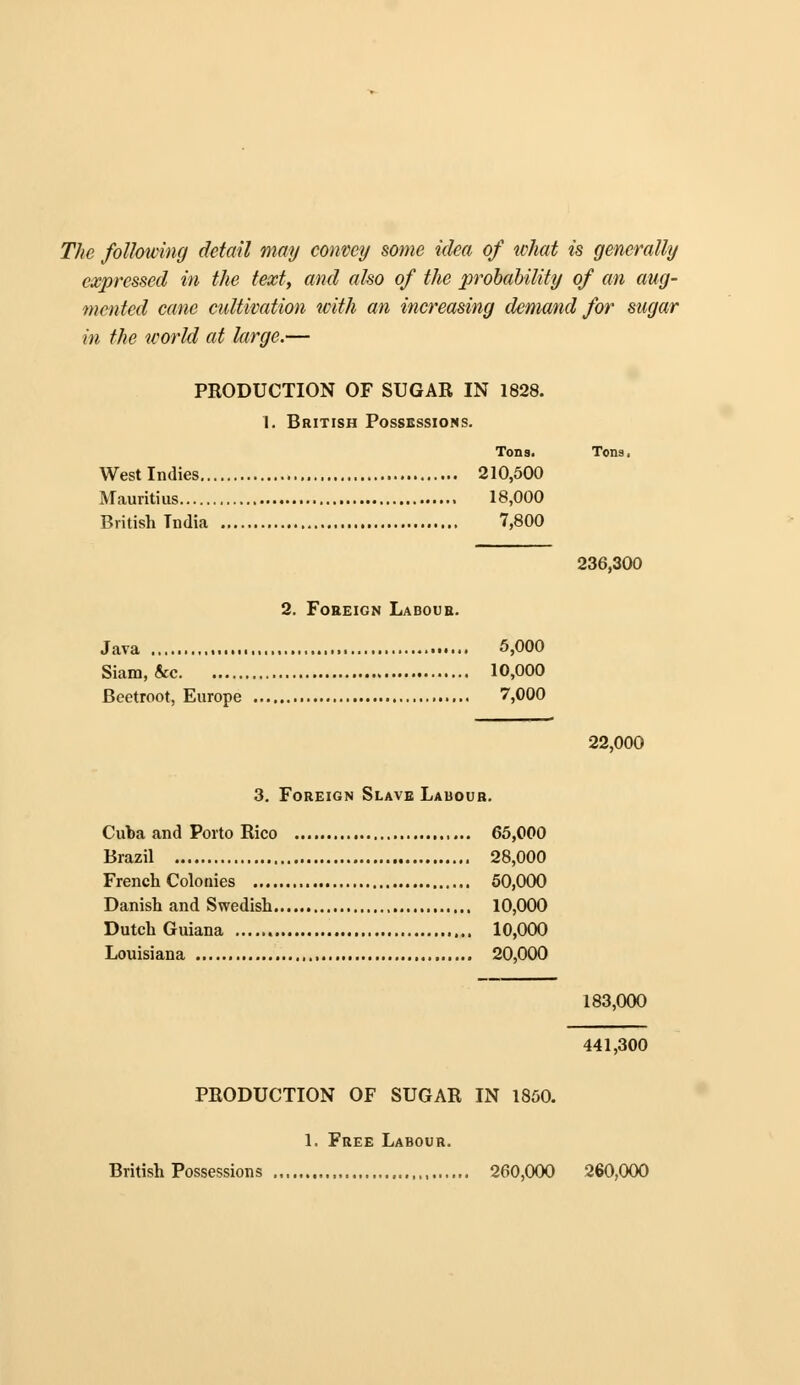 The following detail may convey some idea of what is generally
expressed in the text, and also of the probability of an aug-
mented cane cultivation with an increasing demand for sugar
in the world at large.—
PRODUCTION OF SUGAR IN 1828.
1. British Possessions.
Tons. Tons.
West Indies........................................ 210,500
Mauritius........................................ 18,000
British India ........................................ 7,800
236,300
2. Foreign Labour.
Java ........................................ 5,000
Siam, &c. ........................................ 10,000
Beetroot, Europe ........................................ 7,000
22,000
3. Foreign Slave Labour.
Cuba and Porto Rico .............................. 65,000
Brazil ........................................ 28,000
French Colonies .............................. 50,000
Danish and Swedish.............................. 10,000
Dutch Guiana .............................. 10,000
Louisiana ........................................ 20,000
183,000
441,300
PRODUCTION OF SUGAR IN 1850.
1. Free Labour.
British Possessions .............................. 260,000 260,000